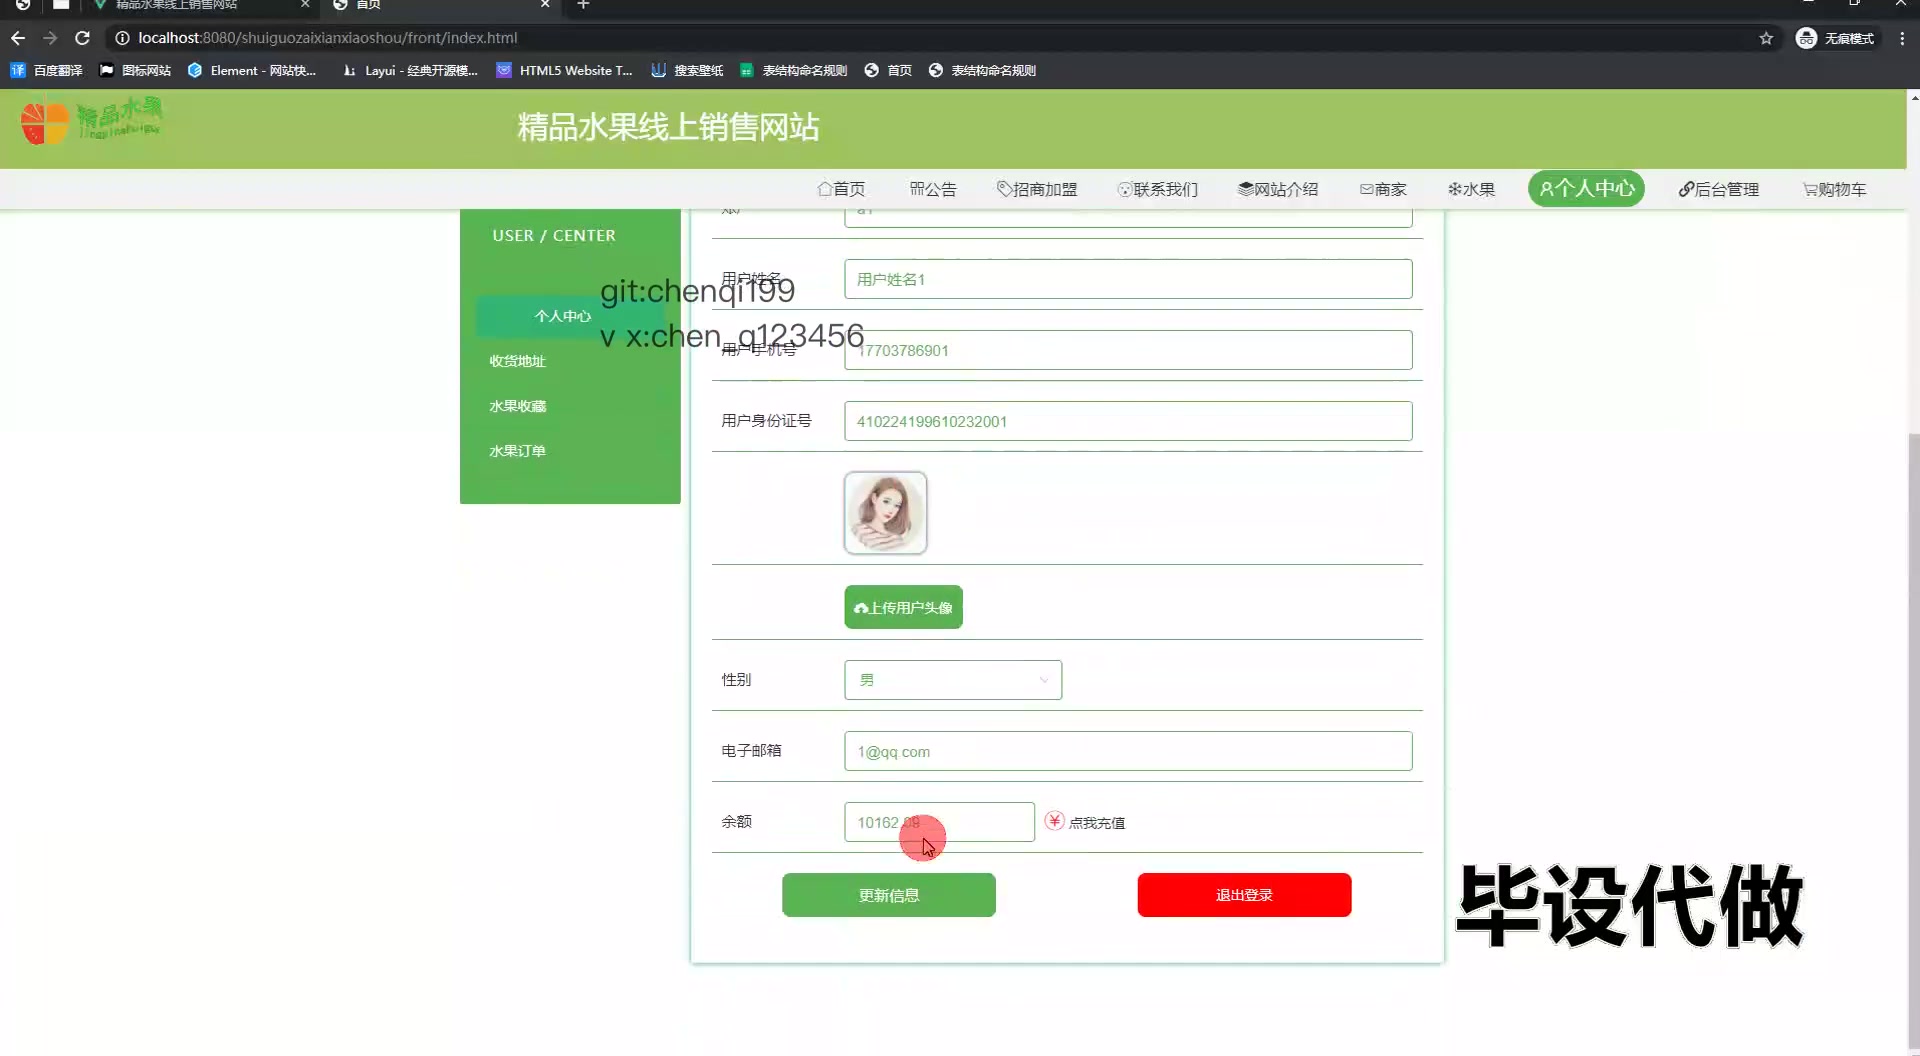 精品水果线上销售网站
首页
localhost:8080/shuiguozaixianxiaoshou/front/index.html
无痕模式
百度翻译
图标网站
Element - 网站快...
Layui - 经典开源模...
HTML5 Website T...
搜索壁纸
表结构命名规则
首页
表结构命名规则
精品水果
精品水果线上销售网站
首页
公告
招商加盟
联系我们
网站介绍
商家
水果
个人中心
后台管理
购物车
USER / CENTER
个人中心
收货地址
水果收藏
水果订单
a1
用户姓名
用户姓名1
git:chenqi199
v x:chen_q123456
用户手机号
17703786901
用户身份证号
410224199610232001
上传用户头像
性别
男
电子邮箱
1@qq.com
余额
10162.09
点我充值
更新信息
退出登录
毕设代做